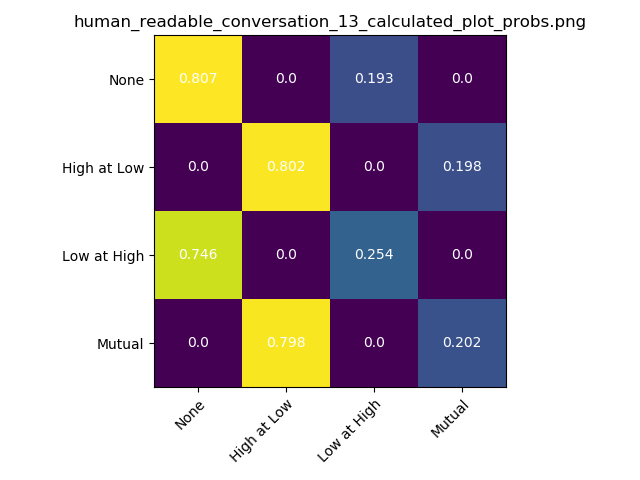 human_readable_conversation_13_calculated_plot_probs.png
None 0.807 0.0 0.193 0.0
High at Low 0.0 0.802 0.0 0.198
Low at High 0.746 0.0 0.254 0.0
Mutual 0.0 0.798 0.0 0.202
None High at Low Low at High Mutual